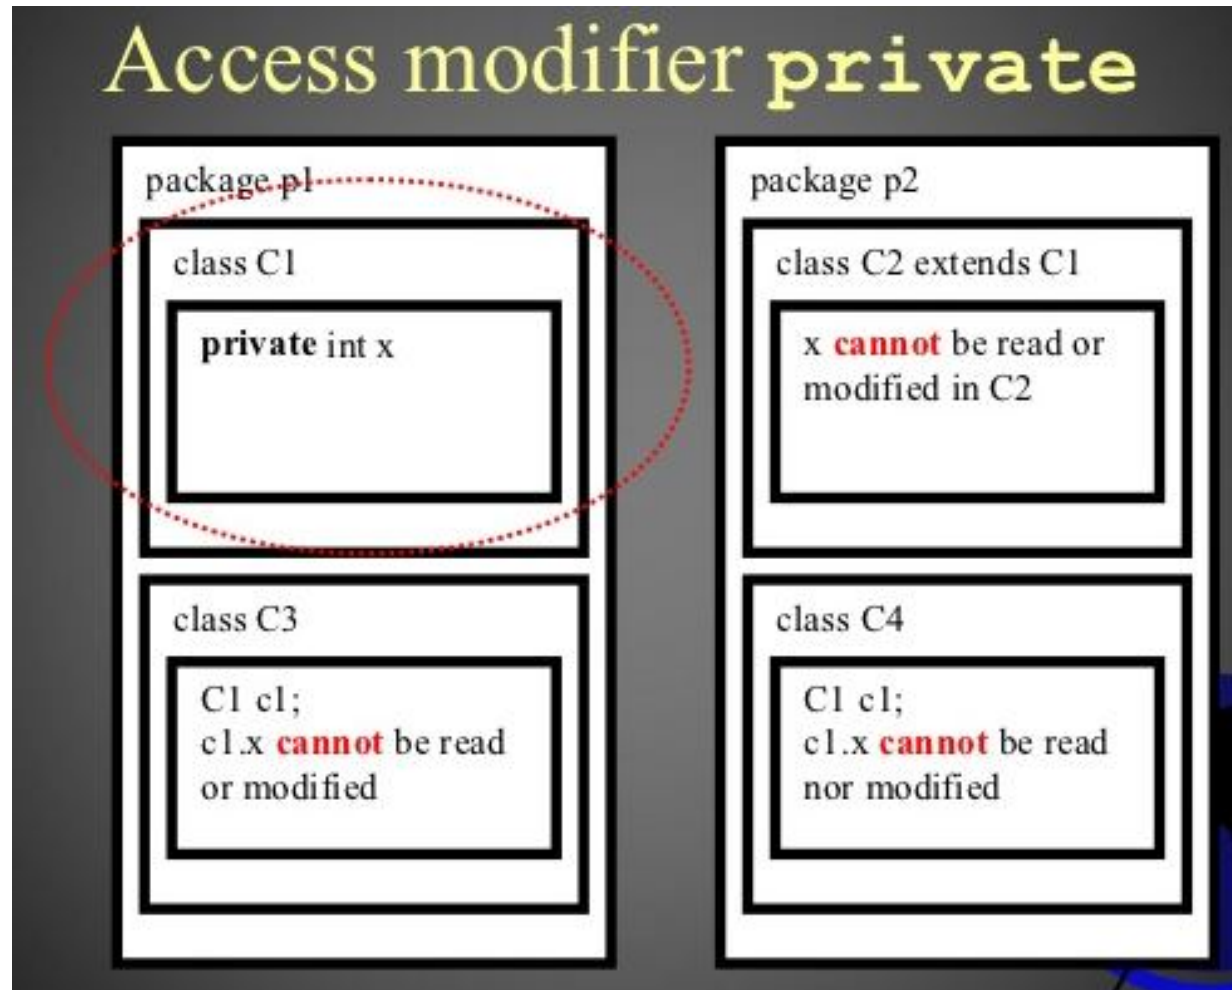 Access modifier private
package p1
class C1
private int x
class C3
C1 c1;
c1.x cannot be read
or modified
package p2
class C2 extends C1
x cannot be read or
modified in C2
class C4
C1 c1;
c1.x cannot be read
nor modified